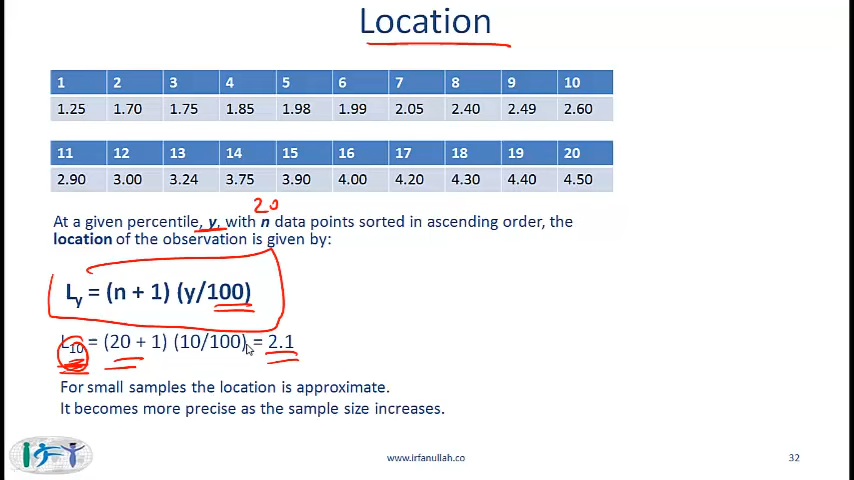 Location
1 2 3 4 5 6 7 8 9 10
1.25 1.70 1.75 1.85 1.98 1.99 2.05 2.40 2.49 2.60
11 12 13 14 15 16 17 18 19 20
2.90 3.00 3.24 3.75 3.90 4.00 4.20 4.30 4.40 4.50
20
At a given percentile, y, with n data points sorted in ascending order, the
location of the observation is given by:
Ly = (n + 1) (y/100)
L10 = (20 + 1) (10/100) = 2.1
For small samples the location is approximate.
It becomes more precise as the sample size increases.
www.irfanullah.co
32